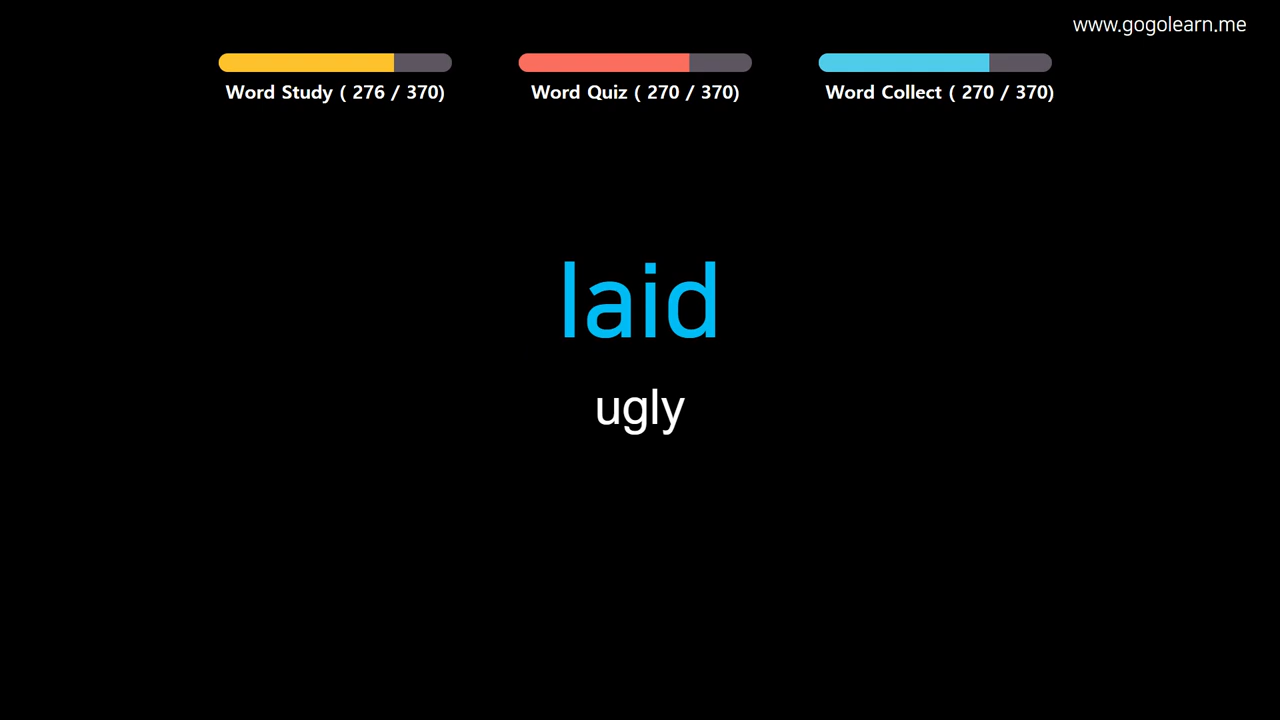 www.gogolearn.me
Word Study ( 276 / 370)
Word Quiz ( 270 / 370)
Word Collect ( 270 / 370)
laid
ugly